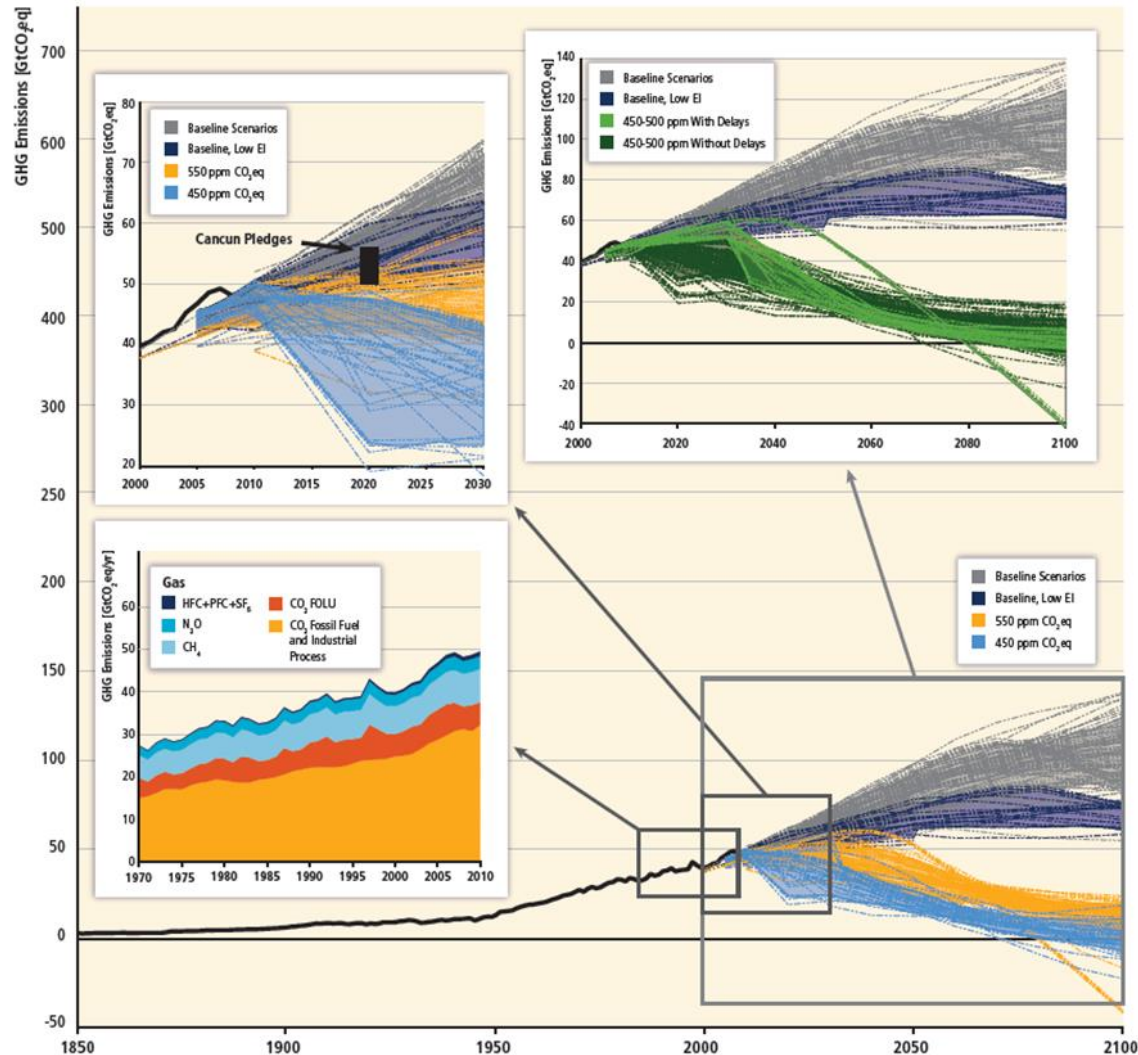 GHG Emissions [GtCO₂eq]
700
600
500
400
300
250
200
150
100
50
0
-50
1850
1900
1950
2000
2050
2100
GHG Emissions [GtCO₂eq]
80
70
60
50
40
30
20
Baseline Scenarios
Baseline, Low EI
550 ppm CO₂eq
450 ppm CO₂eq
Cancun Pledges
2000
2005
2010
2015
2020
2025
2030
GHG Emissions [GtCO₂eq]
140
120
100
80
60
40
20
0
-20
-40
Baseline Scenarios
Baseline, Low EI
450-500 ppm With Delays
450-500 ppm Without Delays
2000
2020
2040
2060
2080
2100
GHG Emissions [GtCO₂eq/yr]
60
50
40
30
20
10
0
Gas
HFC+PFC+SF₆
N₂O
CH₄
CO₂ FOLU
CO₂ Fossil Fuel
and Industrial
Process
1970
1975
1980
1985
1990
1995
2000
2005
2010
Baseline Scenarios
Baseline, Low EI
550 ppm CO₂eq
450 ppm CO₂eq